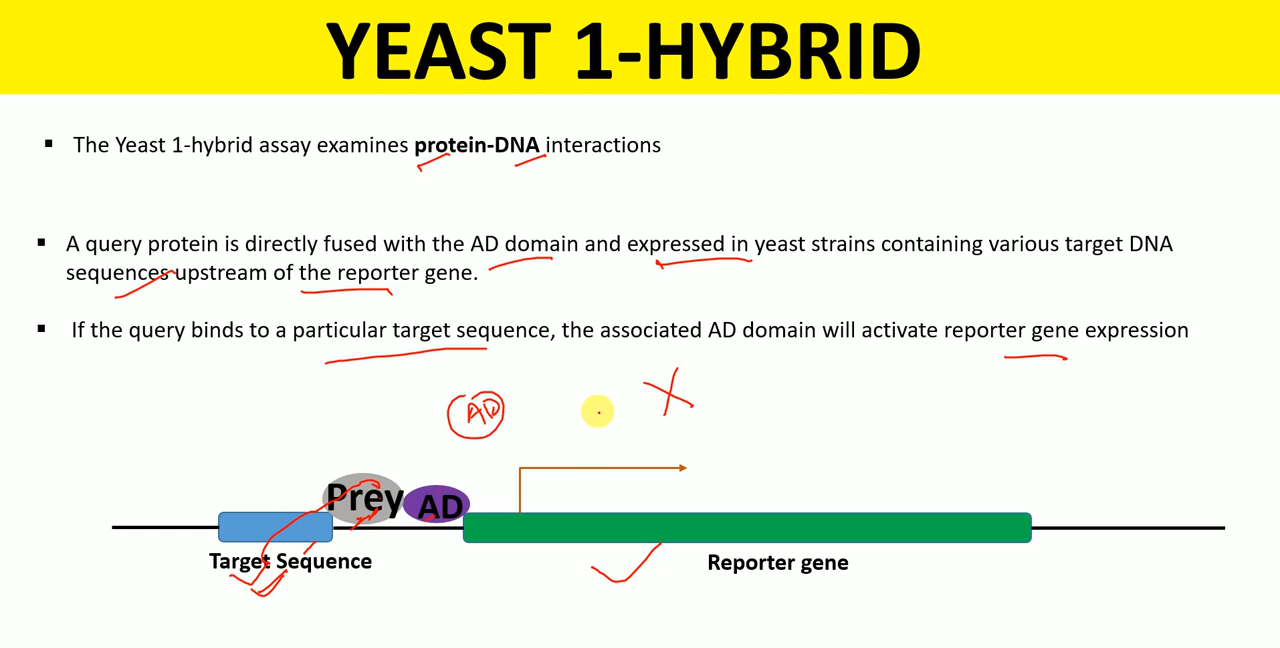 YEAST 1-HYBRID
▪ The Yeast 1-hybrid assay examines protein-DNA interactions
▪ A query protein is directly fused with the AD domain and expressed in yeast strains containing various target DNA
sequences upstream of the reporter gene.
▪ If the query binds to a particular target sequence, the associated AD domain will activate reporter gene expression
AD
Prey AD
Target Sequence
Reporter gene